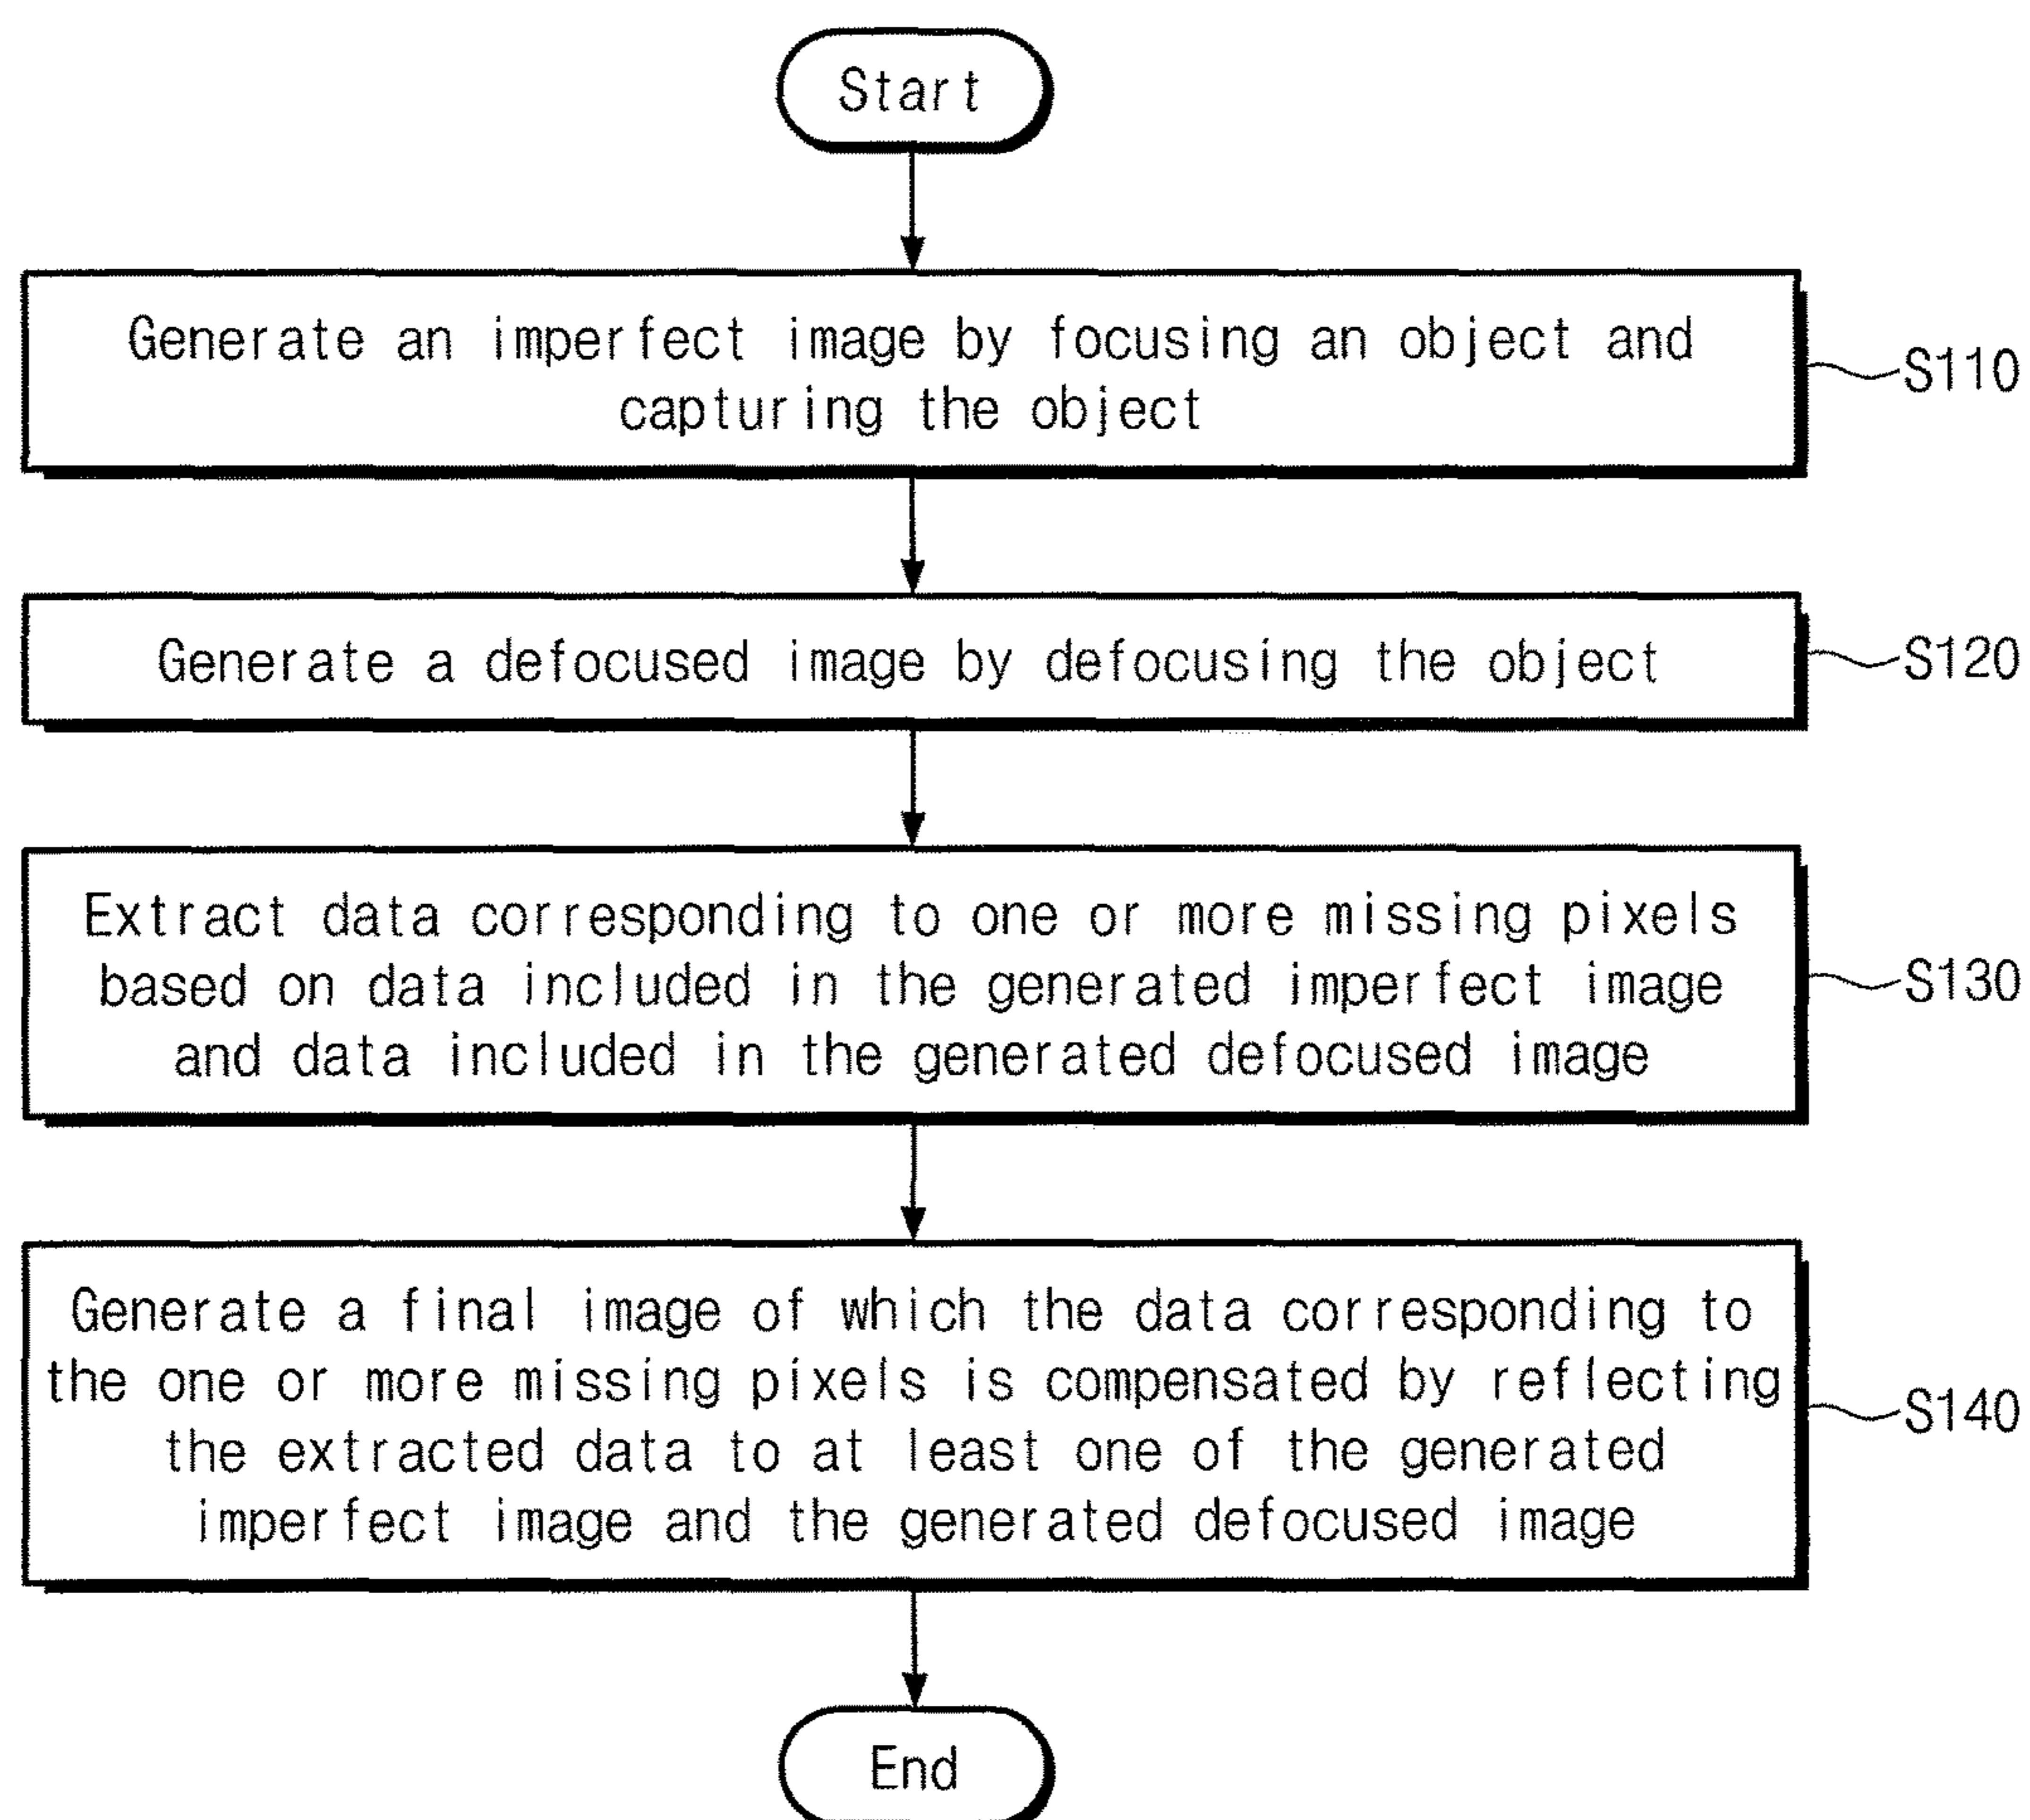 Start
Generate an imperfect image by focusing an object and
capturing the object
S110
Generate a defocused image by defocusing the object
S120
Extract data corresponding to one or more missing pixels
based on data included in the generated imperfect image
and data included in the generated defocused image
S130
Generate a final image of which the data corresponding to
the one or more missing pixels is compensated by reflecting
the extracted data to at least one of the generated
imperfect image and the generated defocused image
S140
End